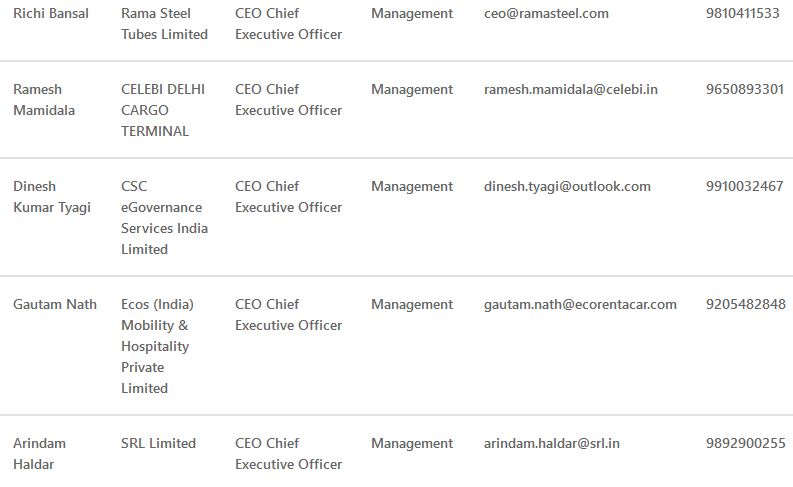 Richi Bansal Rama Steel CEO Chief Management ceo@ramasteel.com 9810411533
Tubes Limited Executive Officer
Ramesh CELEBI DELHI CEO Chief Management ramesh.mamidala@celebi.in 9650893301
Mamidala CARGO Executive Officer
TERMINAL
Dinesh CSC CEO Chief Management dinesh.tyagi@outlook.com 9910032467
Kumar Tyagi eGovernance Executive Officer
Services India
Limited
Gautam Nath Ecos (India) CEO Chief Management gautam.nath@ecorentacar.com 9205482848
Mobility & Executive Officer
Hospitality
Private
Limited
Arindam SRL Limited CEO Chief Management arindam.haldar@srl.in 9892900255
Haldar Executive Officer